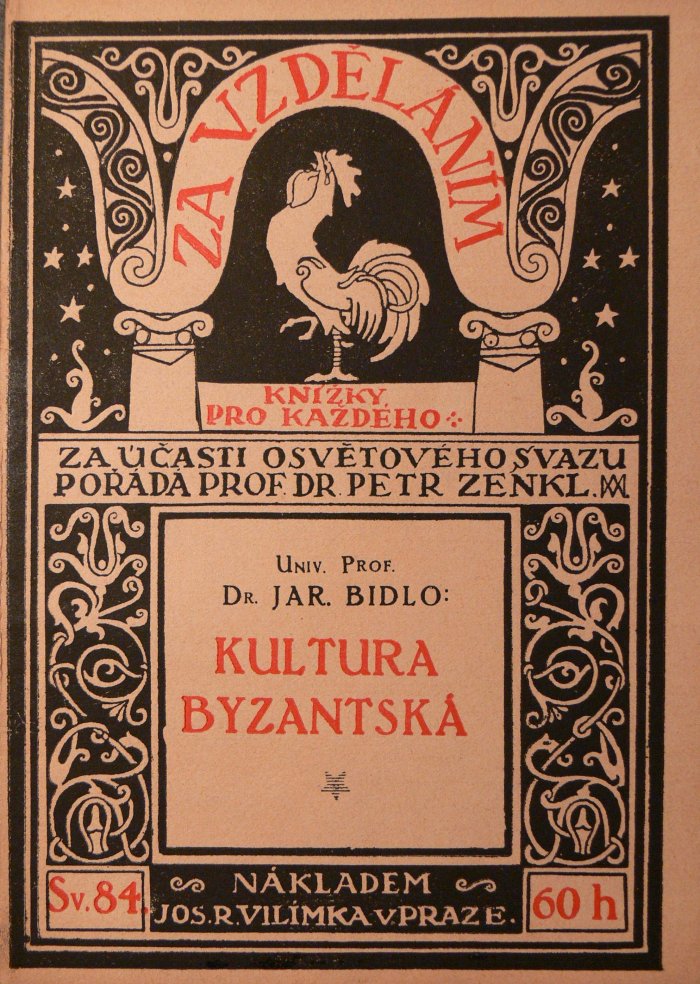 ZA VZDĚLÁNÍM
KNÍŽKY
PRO KAŽDÉHO
ZA ÚČASTI OSVĚTOVÉHO SVAZU
POŘÁDÁ PROF. DR. PETR ZENKL.
UNIV. PROF.
DR. JAR. BIDLO:
KULTURA
BYZANTSKÁ
Sv. 84.
NÁKLADEM
JOS. R. VILÍMKA V PRAZE.
60 h